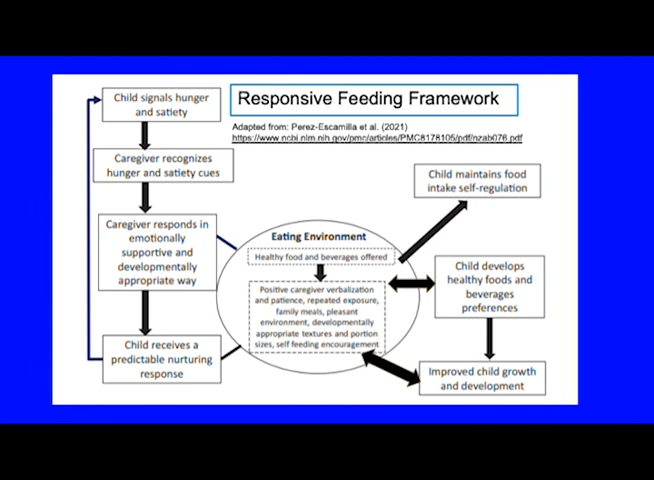 Responsive Feeding Framework
Adapted from: Perez-Escamilla et al. (2021)
https://www.ncbi.nlm.nih.gov/pmc/articles/PMC8178105/pdf/nzab076.pdf
Child signals hunger
and satiety
Caregiver recognizes
hunger and satiety cues
Caregiver responds in
emotionally
supportive and
developmentally
appropriate way
Child receives a
predictable nurturing
response
Eating Environment
Healthy food and beverages offered
Positive caregiver verbalization
and patience, repeated exposure,
family meals, pleasant
environment, developmentally
appropriate textures and portion
sizes, self feeding encouragement
Child maintains food
intake self-regulation
Child develops
healthy foods and
beverages
preferences
Improved child growth
and development